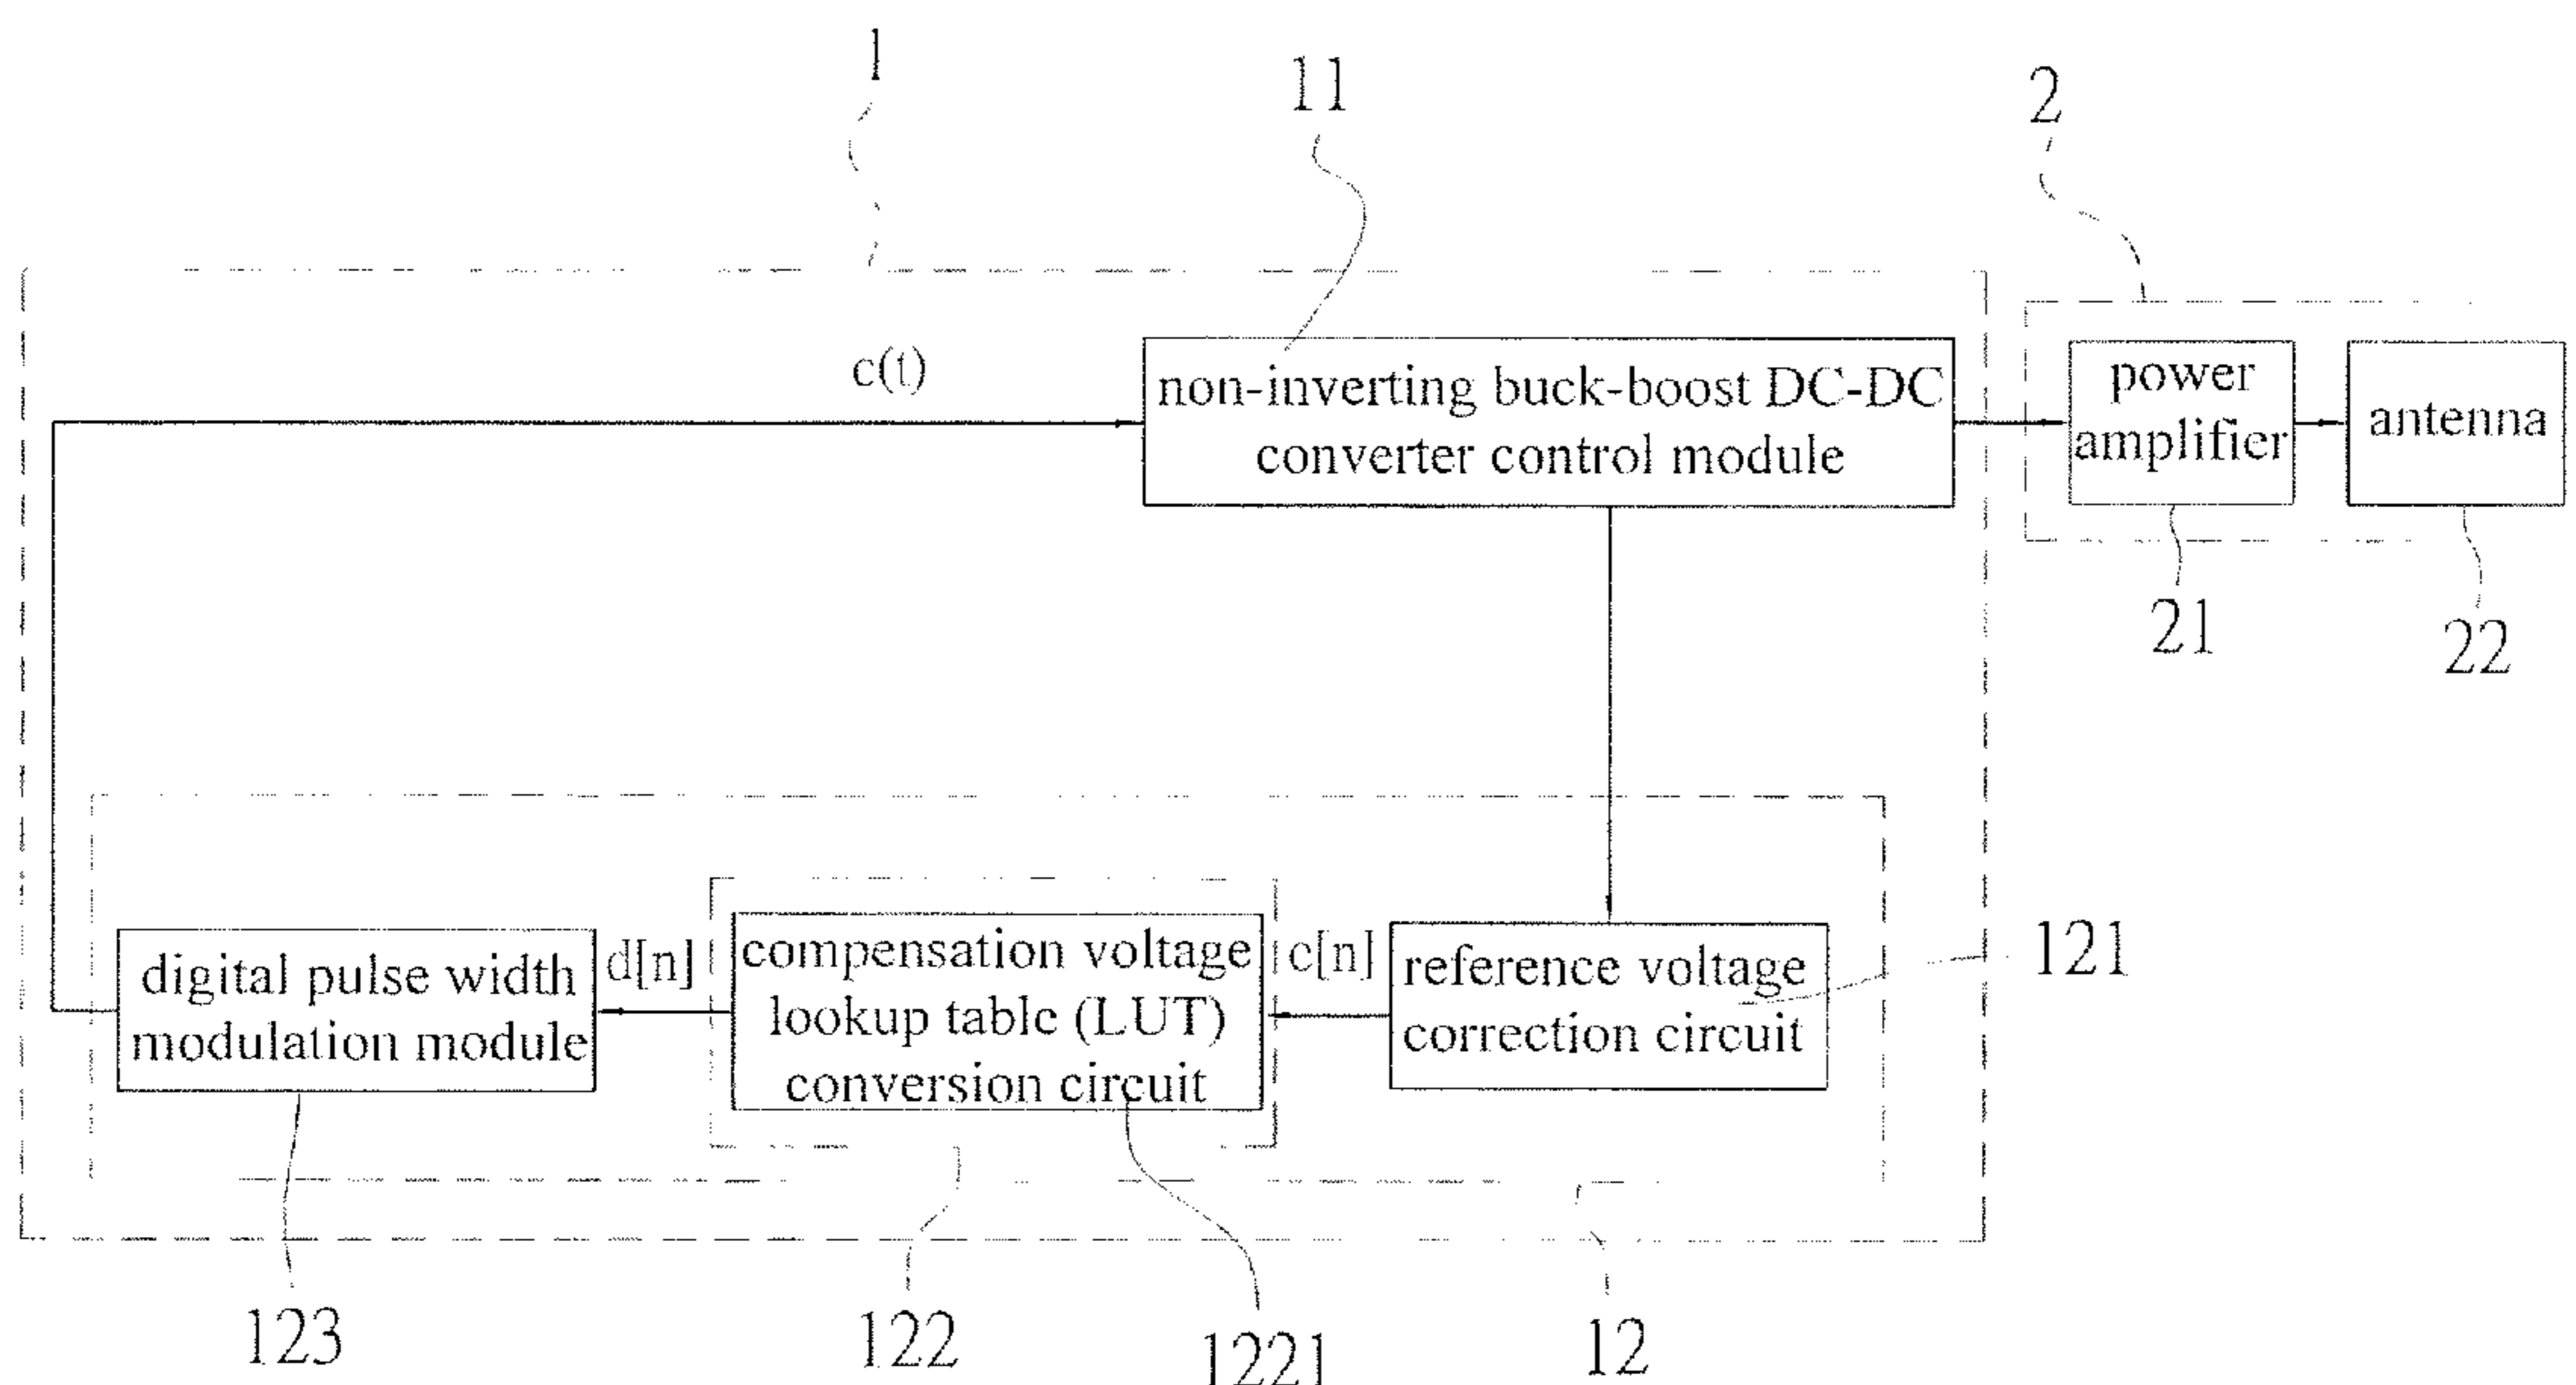 1
11
2
c(t)
non-inverting buck-boost DC-DC
converter control module
power
amplifier
antenna
21
22
digital pulse width
modulation module
d[n]
compensation voltage
lookup table (LUT)
conversion circuit
c[n]
reference voltage
correction circuit
121
123
122
1221
12